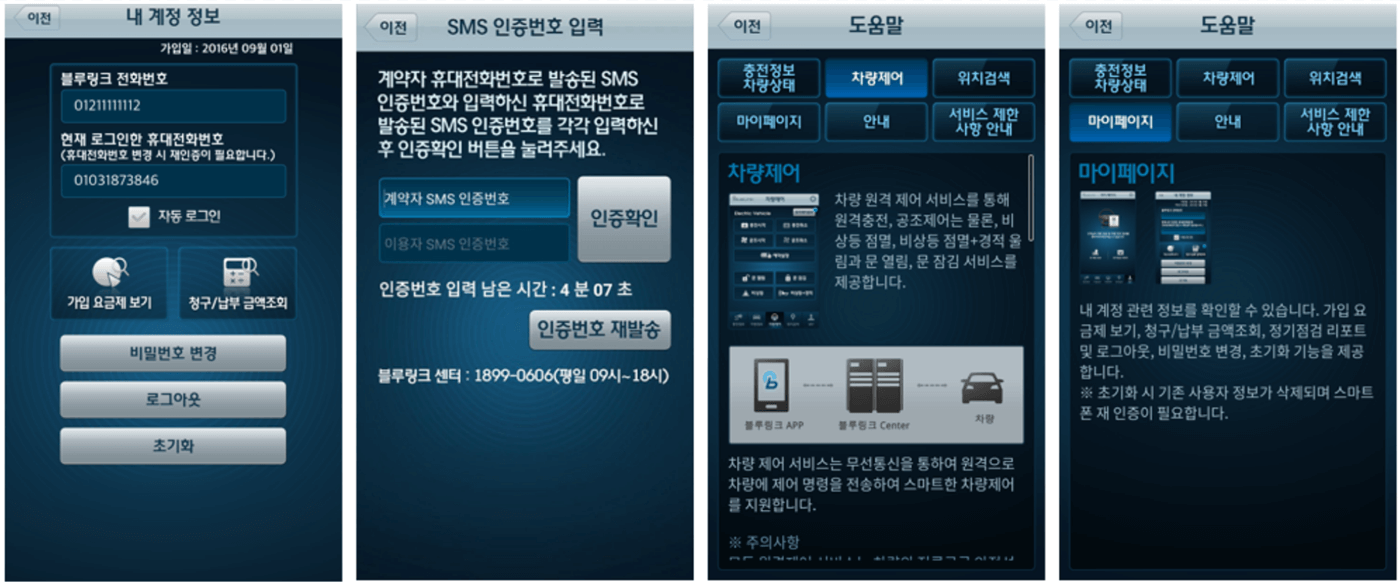 이전
내 계정 정보
가입일 : 2016년 09월 01일
블루링크 전화번호
01211111112
현재 로그인한 휴대전화번호
(휴대전화번호 변경 시 재인증이 필요합니다.)
01031873846
자동 로그인
가입 요금제 보기
청구/납부 금액조회
비밀번호 변경
로그아웃
초기화
이전
SMS 인증번호 입력
계약자 휴대전화번호로 발송된 SMS
인증번호와 입력하신 휴대전화번호로
발송된 SMS 인증번호를 각각 입력하신
후 인증확인 버튼을 눌러주세요.
계약자 SMS 인증번호
이용자 SMS 인증번호
인증확인
인증번호 입력 남은 시간 : 4 분 07 초
인증번호 재발송
블루링크 센터 : 1899-0606(평일 09시~18시)
이전
도움말
충전정보
차량상태
차량제어
위치검색
마이페이지
안내
서비스 제한
사항 안내
차량제어
차량제어
Electric Vehicle
차량 원격 제어 서비스를 통해
원격충전, 공조제어는 물론, 비
상등 점멸, 비상등 점멸+경적 울
림과 문 열림, 문 잠김 서비스를
제공합니다.
블루링크 APP
블루링크 Center
차량
차량 제어 서비스는 무선통신을 통하여 원격으로
차량에 제어 명령을 전송하여 스마트한 차량제어
를 지원합니다.
※ 주의사항
이전
도움말
충전정보
차량상태
차량제어
위치검색
마이페이지
안내
서비스 제한
사항 안내
마이페이지
내 계정 관련 정보를 확인할 수 있습니다. 가입 요
금제 보기, 청구/납부 금액조회, 정기점검 리포트
및 로그아웃, 비밀번호 변경, 초기화 기능을 제공
합니다.
※ 초기화 시 기존 사용자 정보가 삭제되며 스마트
폰 재 인증이 필요합니다.